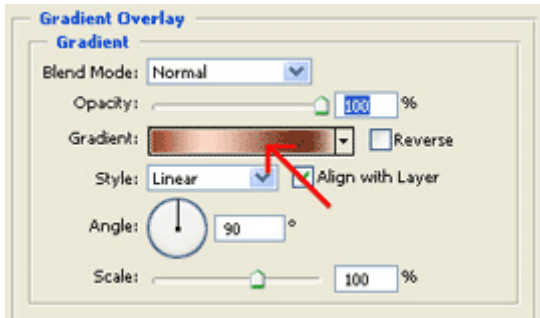 Gradient Overlay
Gradient
Blend Mode: Normal
Opacity: 100 %
Gradient: Reverse
Style: Linear Align with Layer
Angle: 90 °
Scale: 100 %